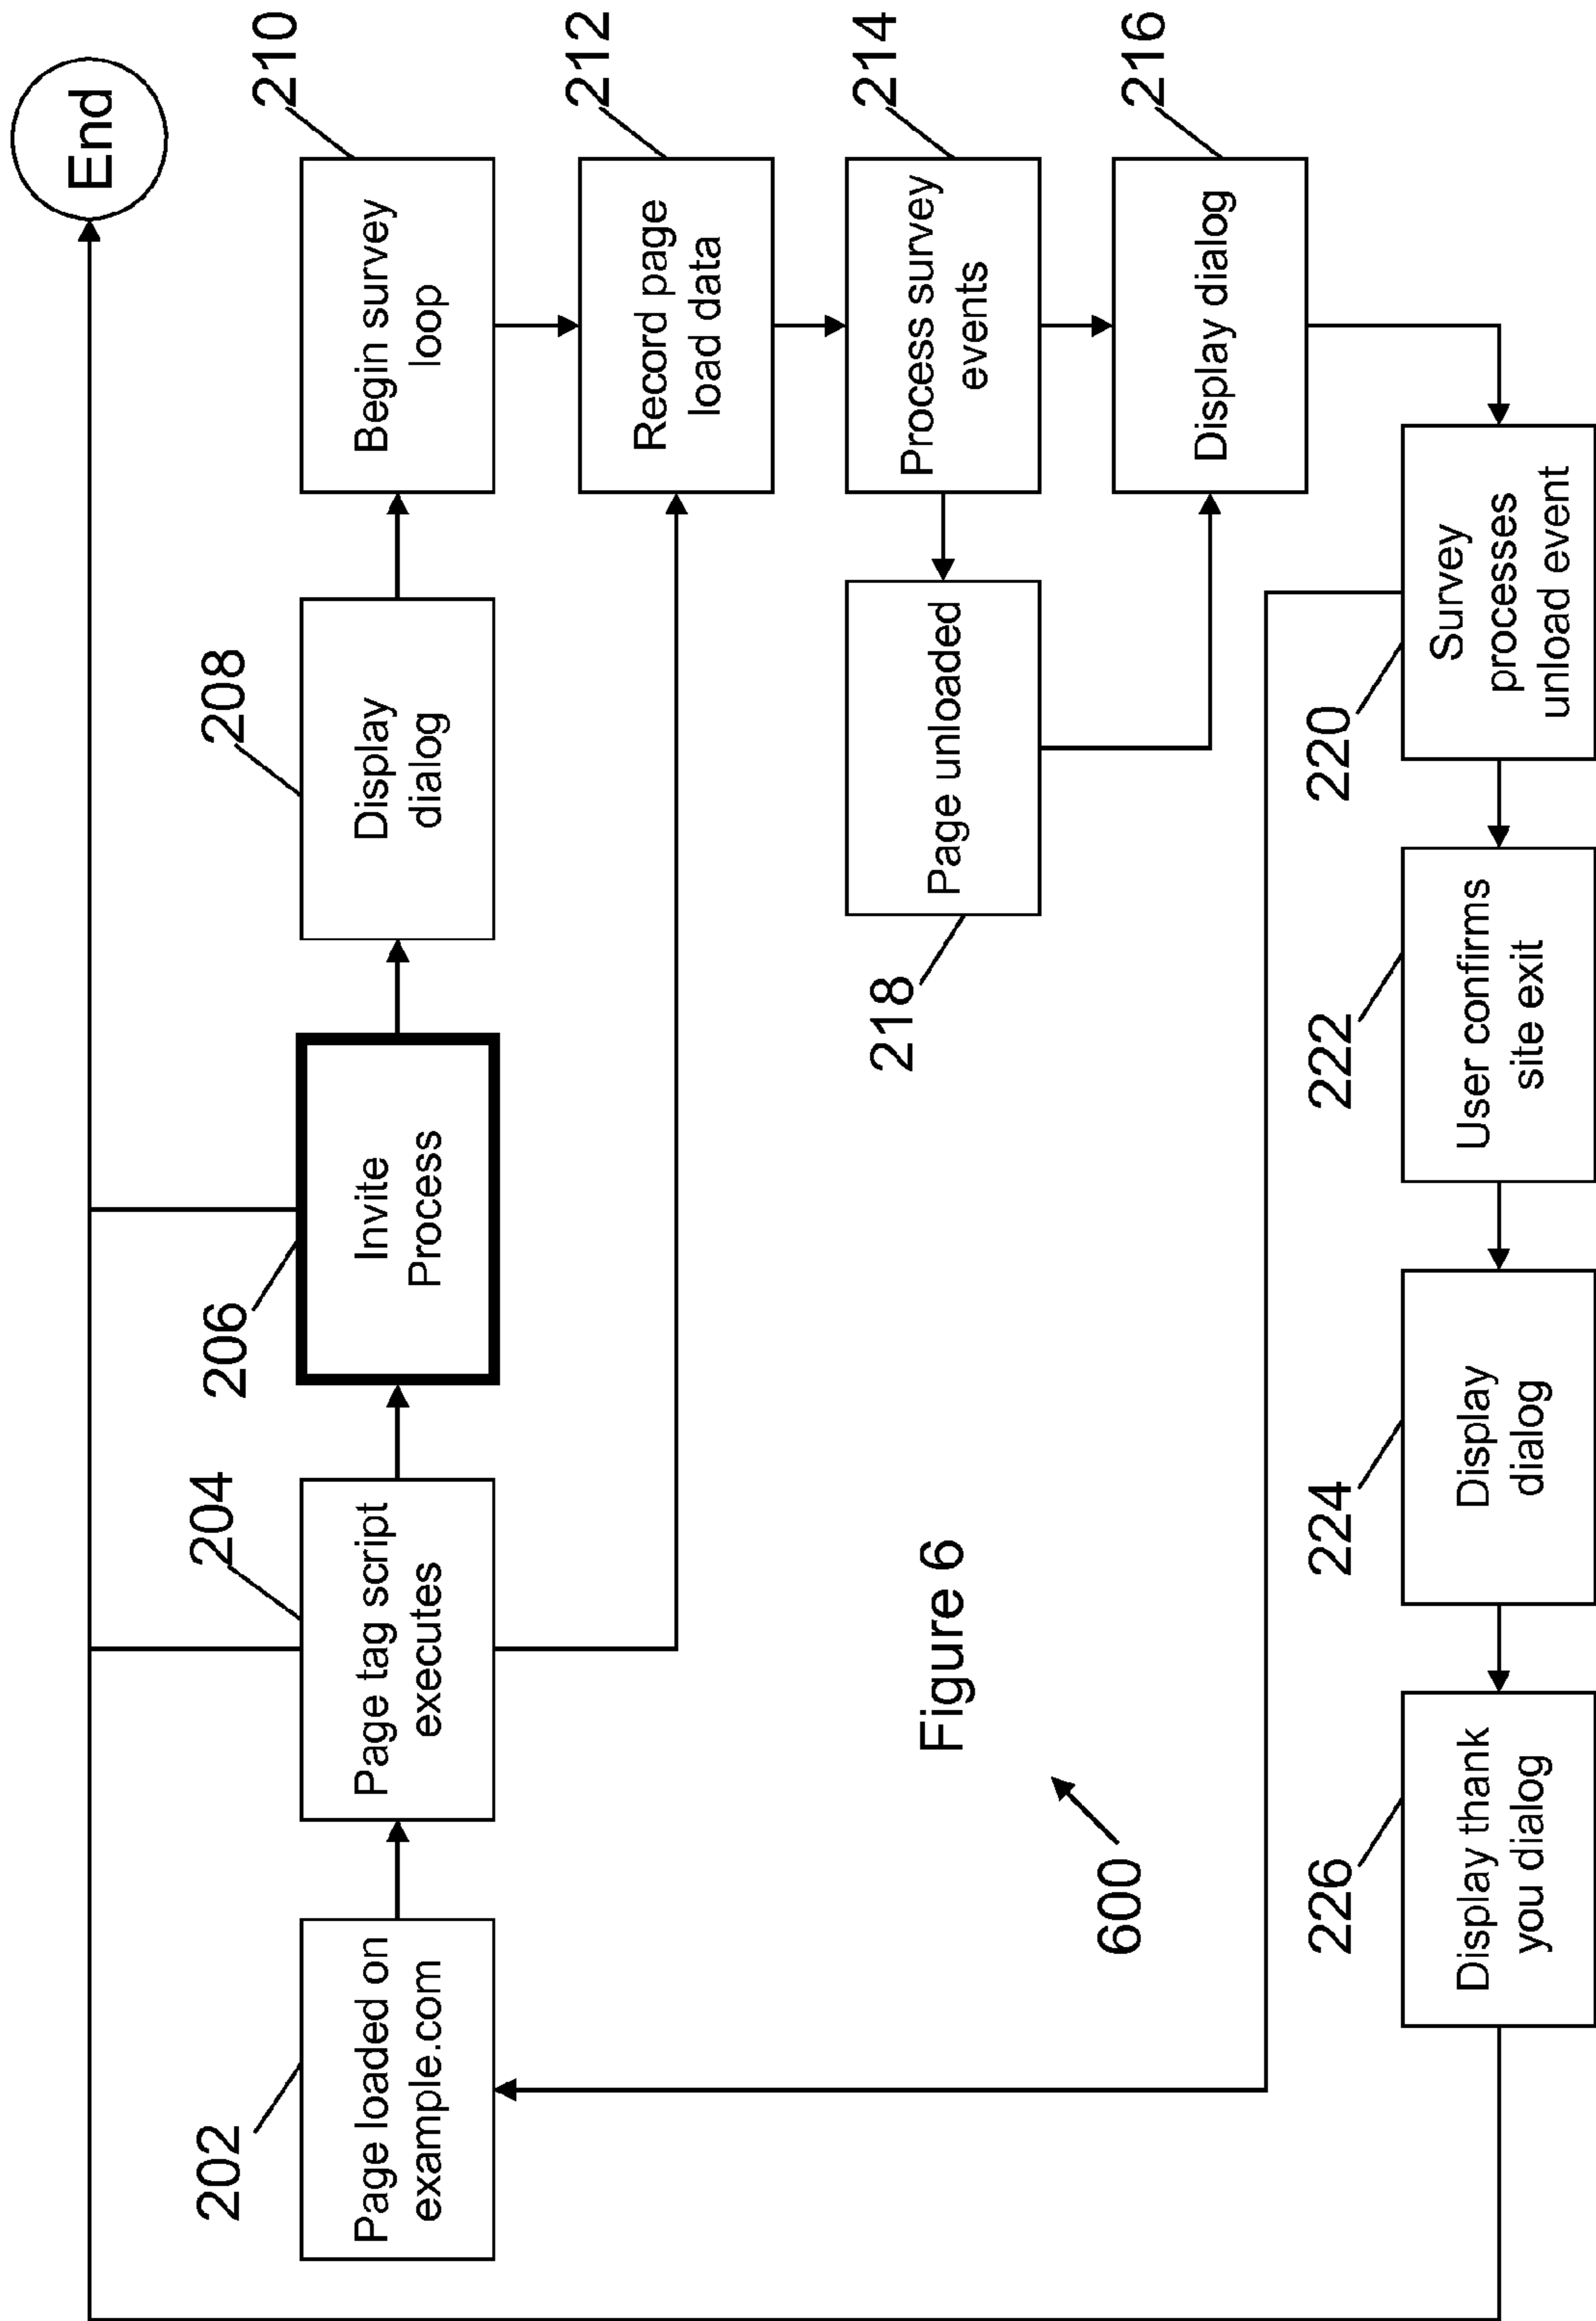 End
202
Page loaded on
example.com
204
Page tag script
executes
206
Invite
Process
208
Display
dialog
210
Begin survey
loop
212
Record page
load data
214
Process survey
events
216
Display dialog
218
Page unloaded
220
Survey
processes
unload event
222
User confirms
site exit
224
Display
dialog
226
Display thank
you dialog
600
Figure 6